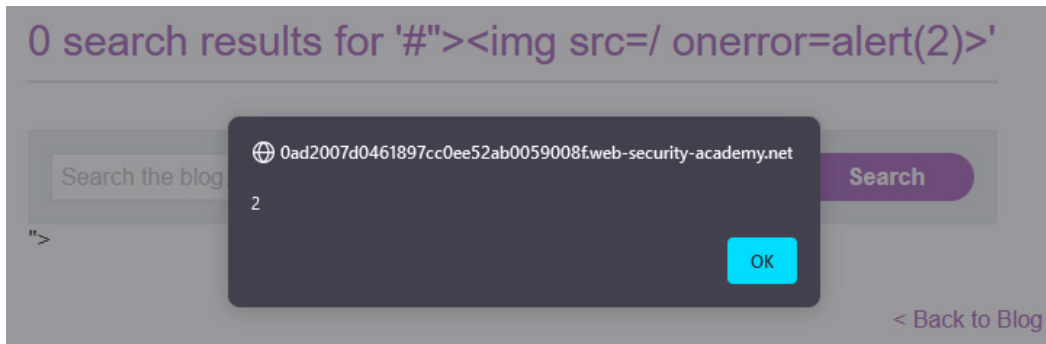 0 search results for '#"><img src=/ onerror=alert(2)>'
0ad2007d0461897cc0ee52ab0059008f.web-security-academy.net
Search the blog.
Search
2
">
OK
< Back to Blog